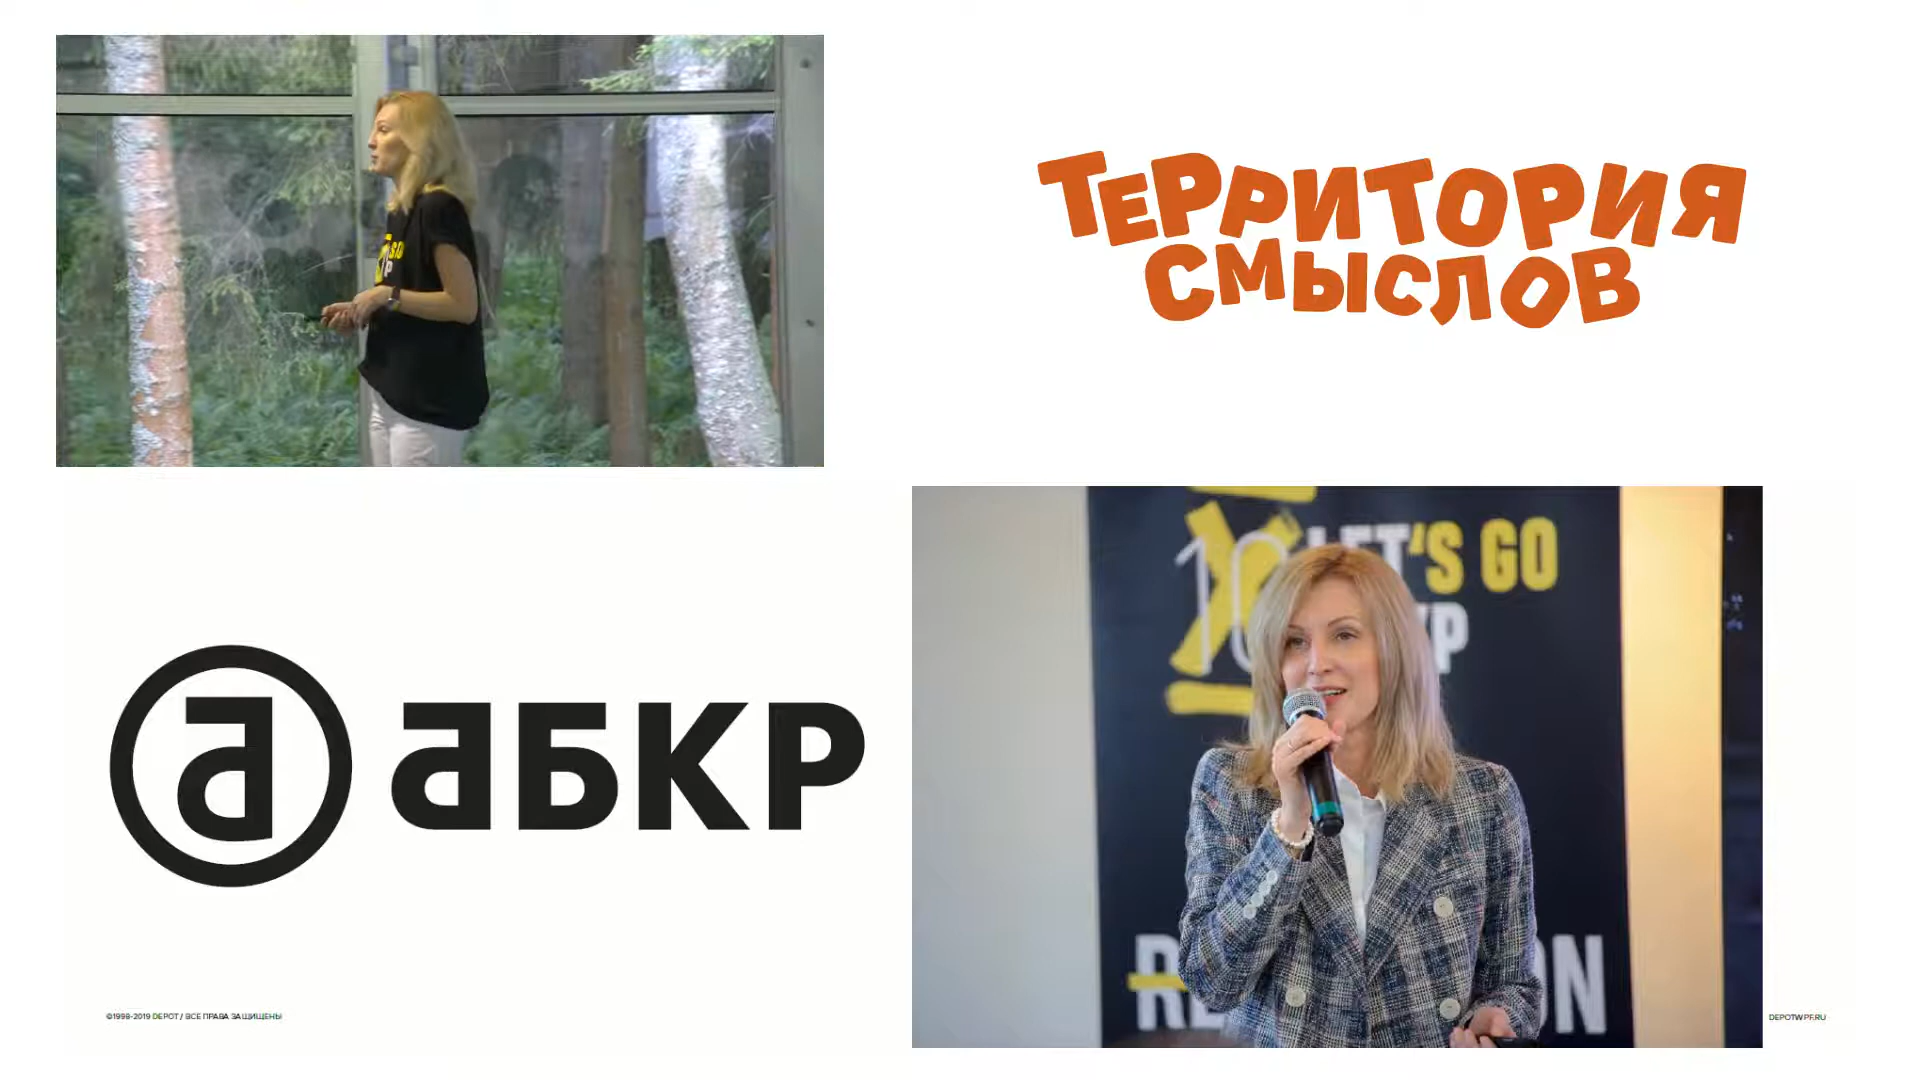 ТЕРРИТОРИЯ
СМЫСЛОВ
аБКР
LET'S GO
©1998-2019 DEPOT / ВСЕ ПРАВА ЗАЩИЩЕНЫ
DEPOTWPF.RU